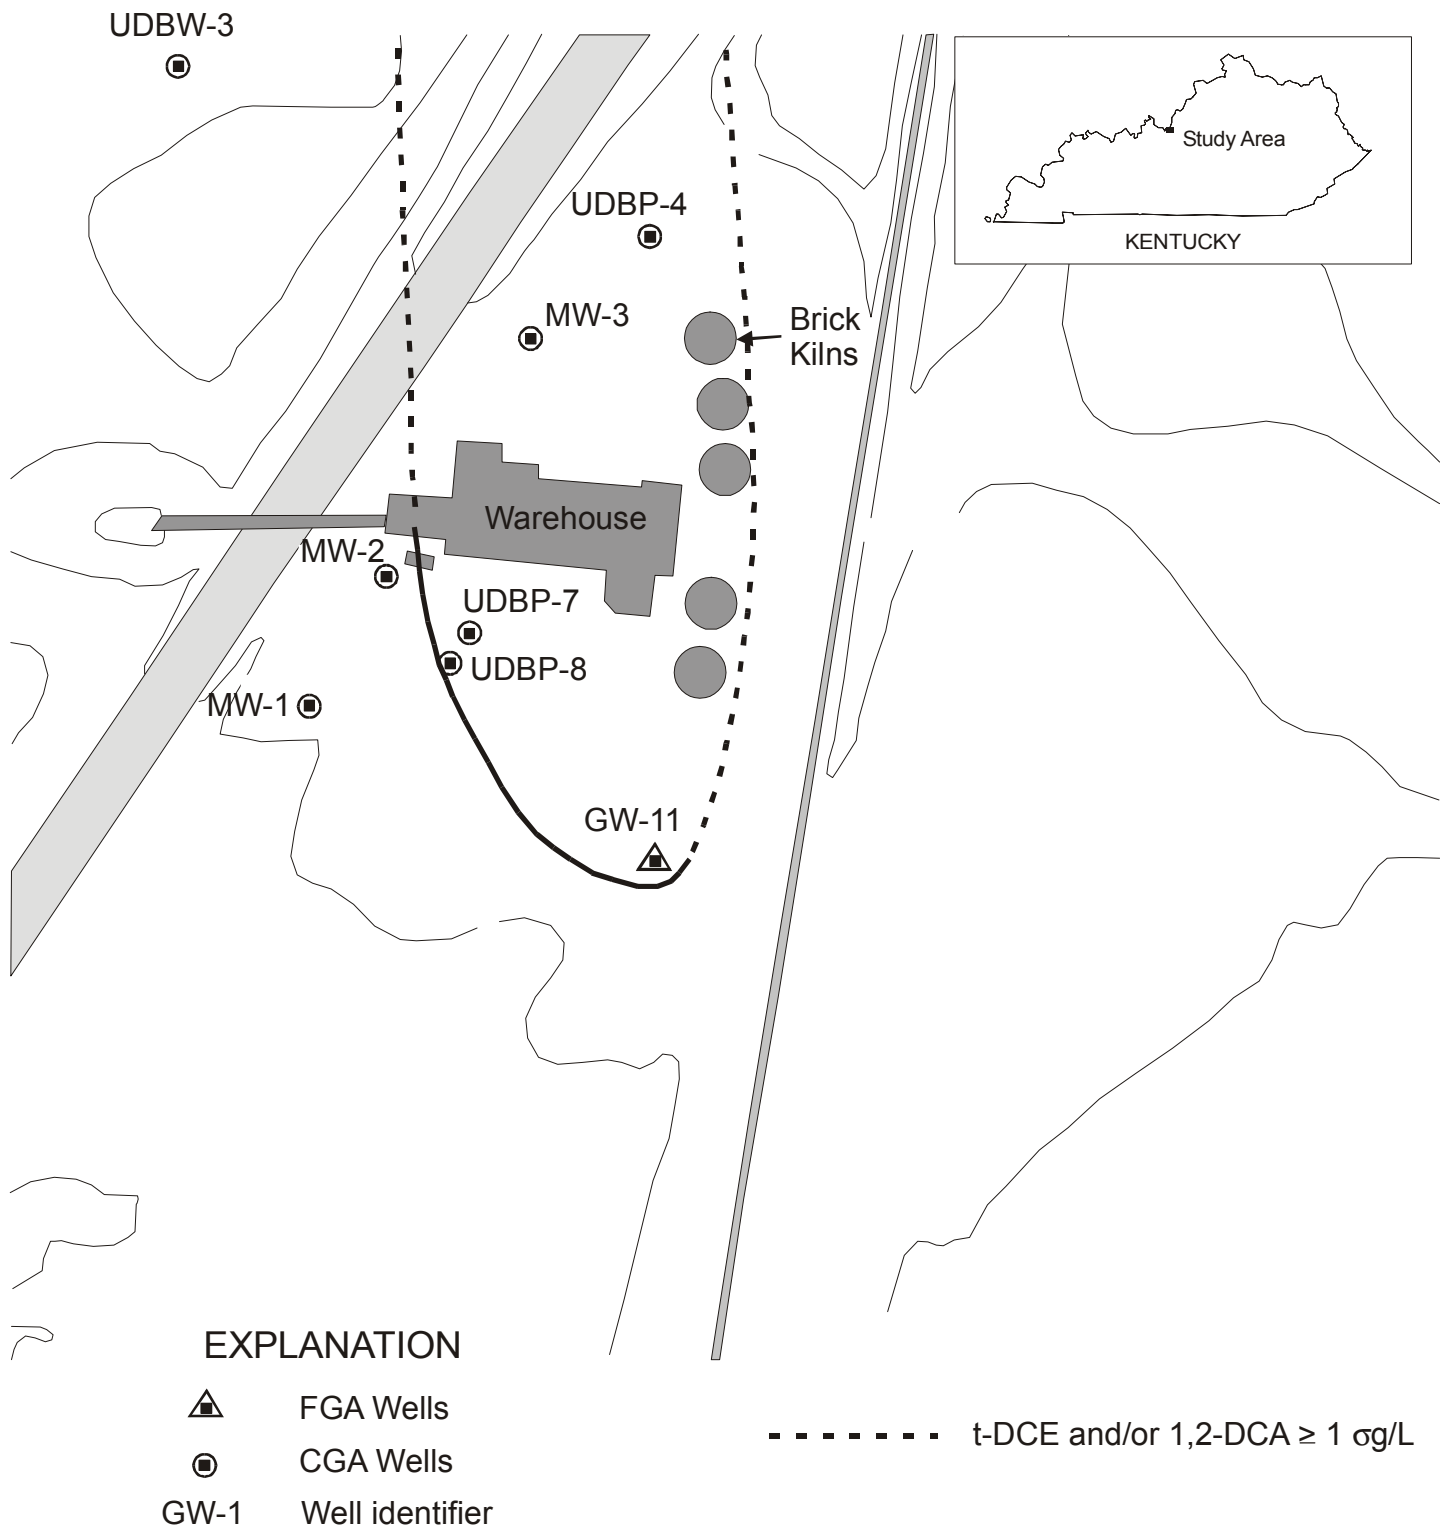 UDBW-3
Study Area
KENTUCKY
UDBP-4
MW-3
Brick
Kilns
Warehouse
MW-2
UDBP-7
UDBP-8
MW-1
GW-11
EXPLANATION
FGA Wells
CGA Wells
GW-1 Well identifier
t-DCE and/or 1,2-DCA ≥ 1 σg/L